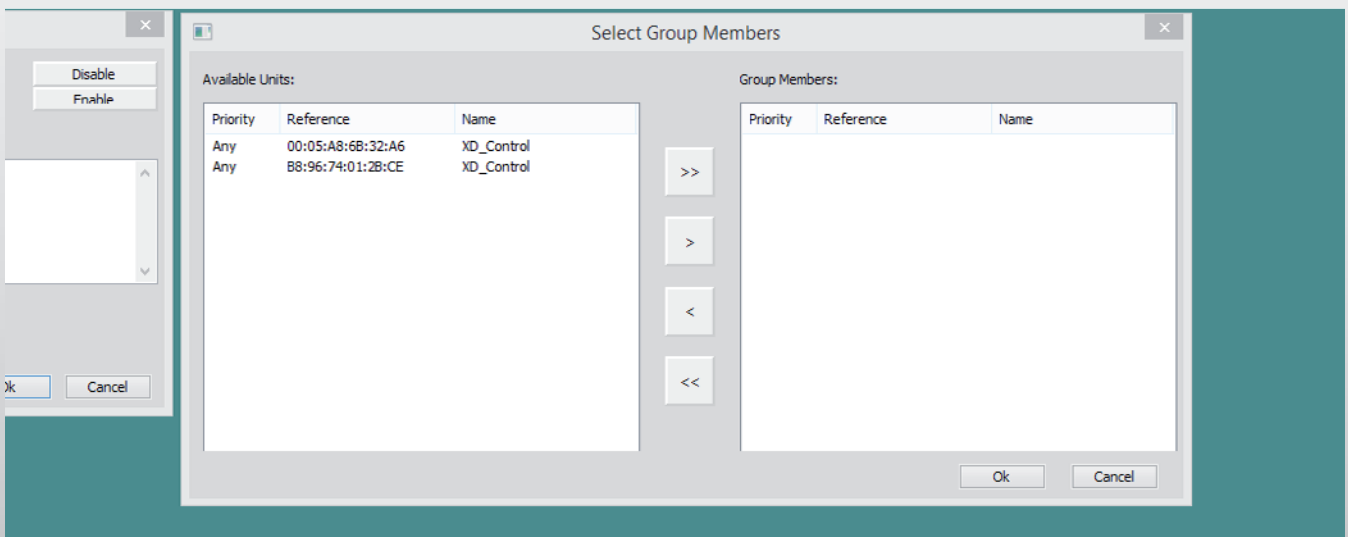 Select Group Members
Disable
Enable
Cancel
Available Units:
Priority Reference Name
Any 00:05:A8:6B:32:A6 XD_Control
Any B8:96:74:01:2B:CE XD_Control
>>
>
<
<<
Group Members:
Priority Reference Name
Ok Cancel